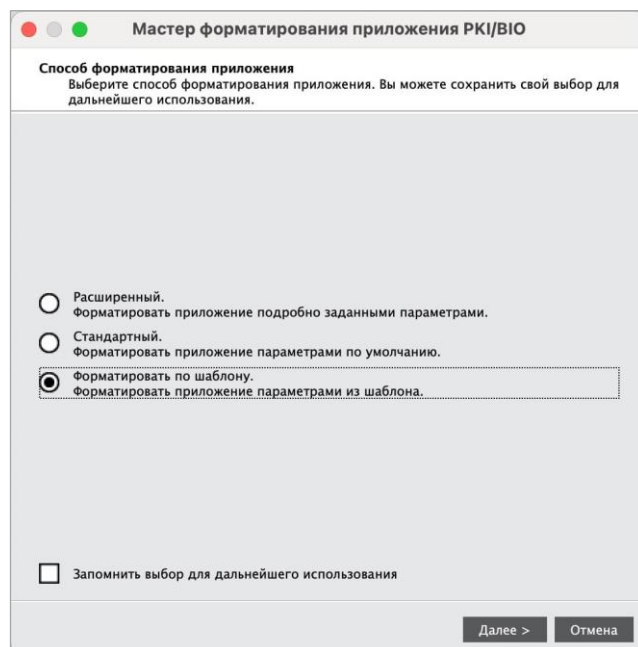 Мастер форматирования приложения PKI/BIO
Способ форматирования приложения
Выберите способ форматирования приложения. Вы можете сохранить свой выбор для
дальнейшего использования.
Расширенный.
Форматировать приложение подробно заданными параметрами.
Стандартный.
Форматировать приложение параметрами по умолчанию.
Форматировать по шаблону.
Форматировать приложение параметрами из шаблона.
Запомнить выбор для дальнейшего использования
Далее >
Отмена